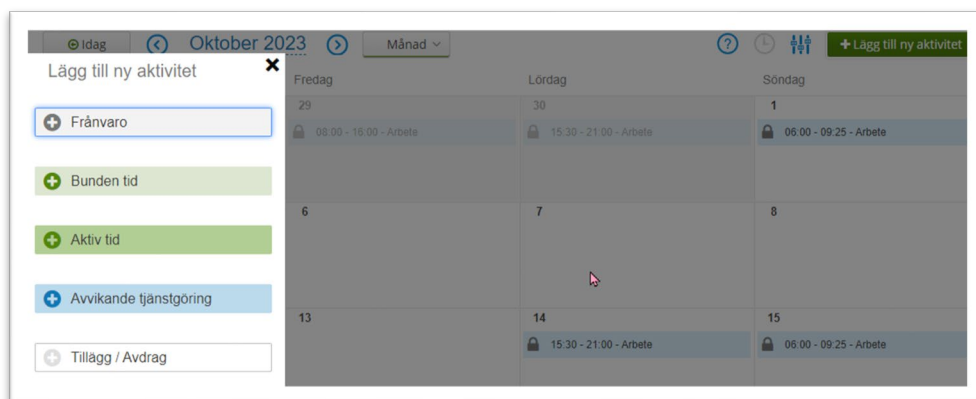 Idag
Oktober 2023
Månad
Lägg till ny aktivitet
Lägg till ny aktivitet
Fredag
Lördag
Söndag
Frånvaro
29
30
1
08:00 - 16:00 - Arbete
15:30 - 21:00 - Arbete
06:00 - 09:25 - Arbete
Bunden tid
Aktiv tid
6
7
8
Avvikande tjänstgöring
13
14
15
15:30 - 21:00 - Arbete
06:00 - 09:25 - Arbete
Tillägg / Avdrag